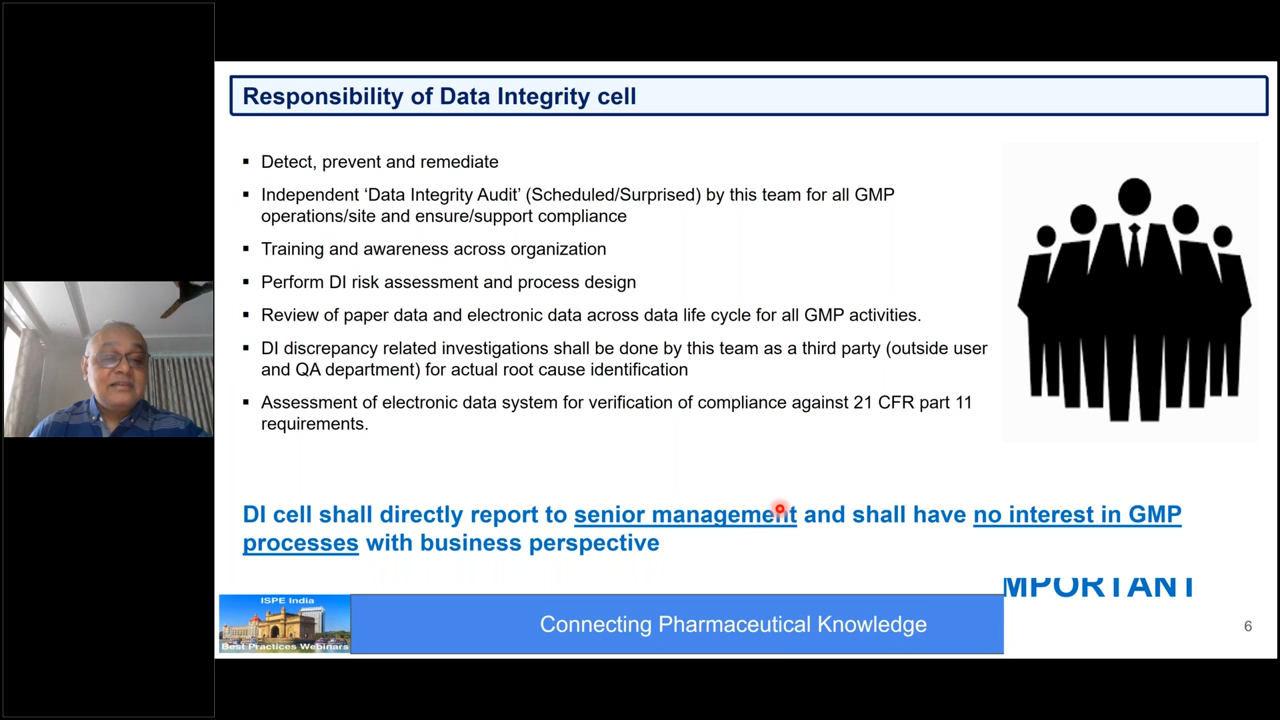 Responsibility of Data Integrity cell
▪ Detect, prevent and remediate
▪ Independent ‘Data Integrity Audit’ (Scheduled/Surprised) by this team for all GMP
operations/site and ensure/support compliance
▪ Training and awareness across organization
▪ Perform DI risk assessment and process design
▪ Review of paper data and electronic data across data life cycle for all GMP activities.
▪ DI discrepancy related investigations shall be done by this team as a third party (outside user
and QA department) for actual root cause identification
▪ Assessment of electronic data system for verification of compliance against 21 CFR part 11
requirements.
DI cell shall directly report to senior management and shall have no interest in GMP
processes with business perspective
MPORTANT
ISPE India
Best Practices Webinars
Connecting Pharmaceutical Knowledge
6